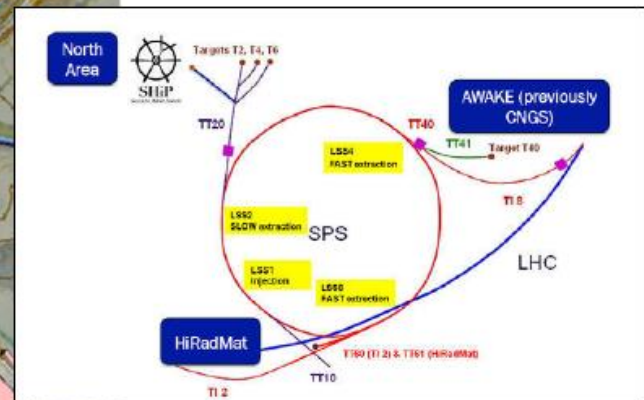 North
Area
SHiP
Targets T2, T4, T6
TT20
AWAKE (previously
CNGS)
TT40
TT41
Target T40
LSS4
FAST extraction
TI 8
LSS2
SLOW extraction
SPS
LHC
LSS1
Injection
LSS6
FAST extraction
HiRadMat
TT60 (TI 2) & TT61 (HiRadMat)
TT10
TI 2